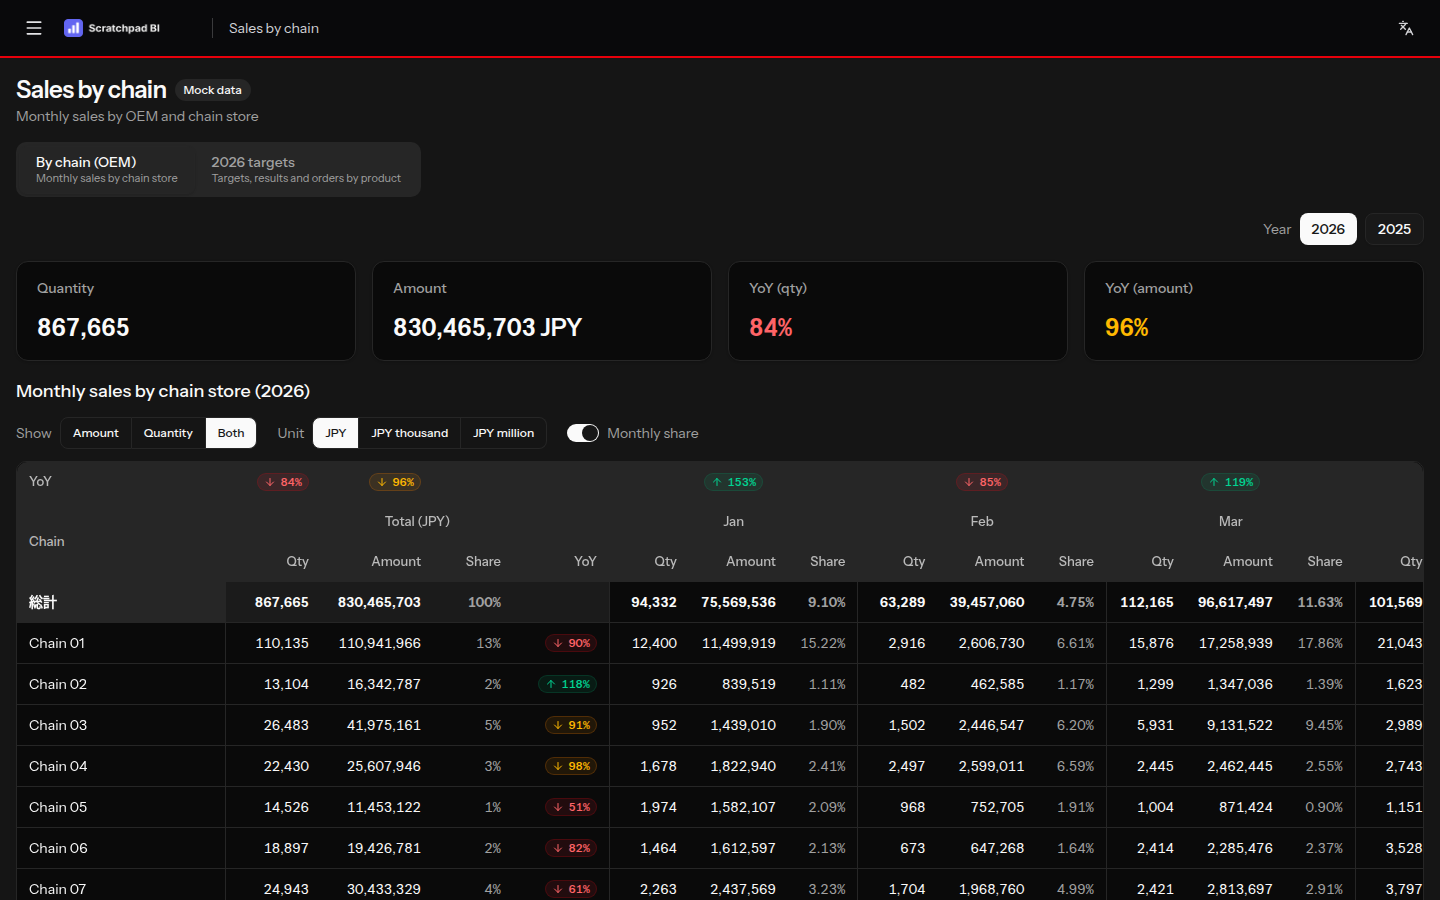 Scratchpad BI
Sales by chain
Sales by chain Mock data
Monthly sales by OEM and chain store
By chain (OEM)
Monthly sales by chain store
2026 targets
Targets, results and orders by product
Year 2026 2025
Quantity
867,665
Amount
830,465,703 JPY
YoY (qty)
84%
YoY (amount)
96%
Monthly sales by chain store (2026)
Show Amount Quantity Both Unit JPY JPY thousand JPY million Monthly share
YoY ↓ 84% ↓ 96% ↑ 153% ↓ 85% ↑ 119%
Total (JPY) Jan Feb Mar
Chain
Qty Amount Share YoY Qty Amount Share Qty Amount Share Qty Amount Share Qty
総計 867,665 830,465,703 100% 94,332 75,569,536 9.10% 63,289 39,457,060 4.75% 112,165 96,617,497 11.63% 101,569
Chain 01 110,135 110,941,966 13% ↓ 90% 12,400 11,499,919 15.22% 2,916 2,606,730 6.61% 15,876 17,258,939 17.86% 21,043
Chain 02 13,104 16,342,787 2% ↑ 118% 926 839,519 1.11% 482 462,585 1.17% 1,299 1,347,036 1.39% 1,623
Chain 03 26,483 41,975,161 5% ↓ 91% 952 1,439,010 1.90% 1,502 2,446,547 6.20% 5,931 9,131,522 9.45% 2,989
Chain 04 22,430 25,607,946 3% ↓ 98% 1,678 1,822,940 2.41% 2,497 2,599,011 6.59% 2,445 2,462,445 2.55% 2,743
Chain 05 14,526 11,453,122 1% ↓ 51% 1,974 1,582,107 2.09% 968 752,705 1.91% 1,004 871,424 0.90% 1,151
Chain 06 18,897 19,426,781 2% ↓ 82% 1,464 1,612,597 2.13% 673 647,268 1.64% 2,414 2,285,476 2.37% 3,528
Chain 07 24,943 30,433,329 4% ↓ 61% 2,263 2,437,569 3.23% 1,704 1,968,760 4.99% 2,421 2,813,697 2.91% 3,797